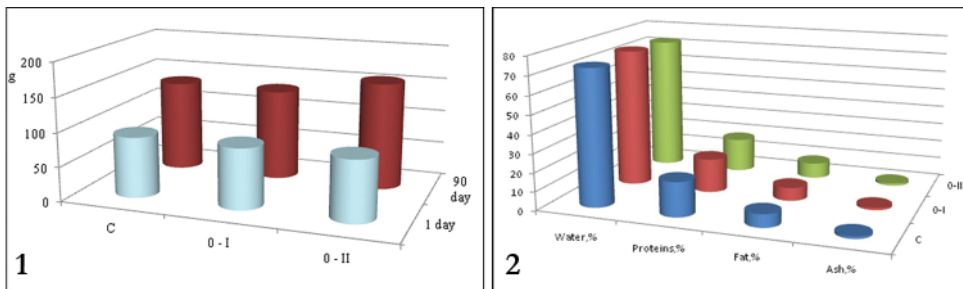 g
200
150
100
50
0
C
0 - I
0 - II
90
day
1 day
1
80
70
60
50
40
30
20
10
0
Water,%
Proteins,%
Fat,%
Ash,%
0-II
0-I
C
2